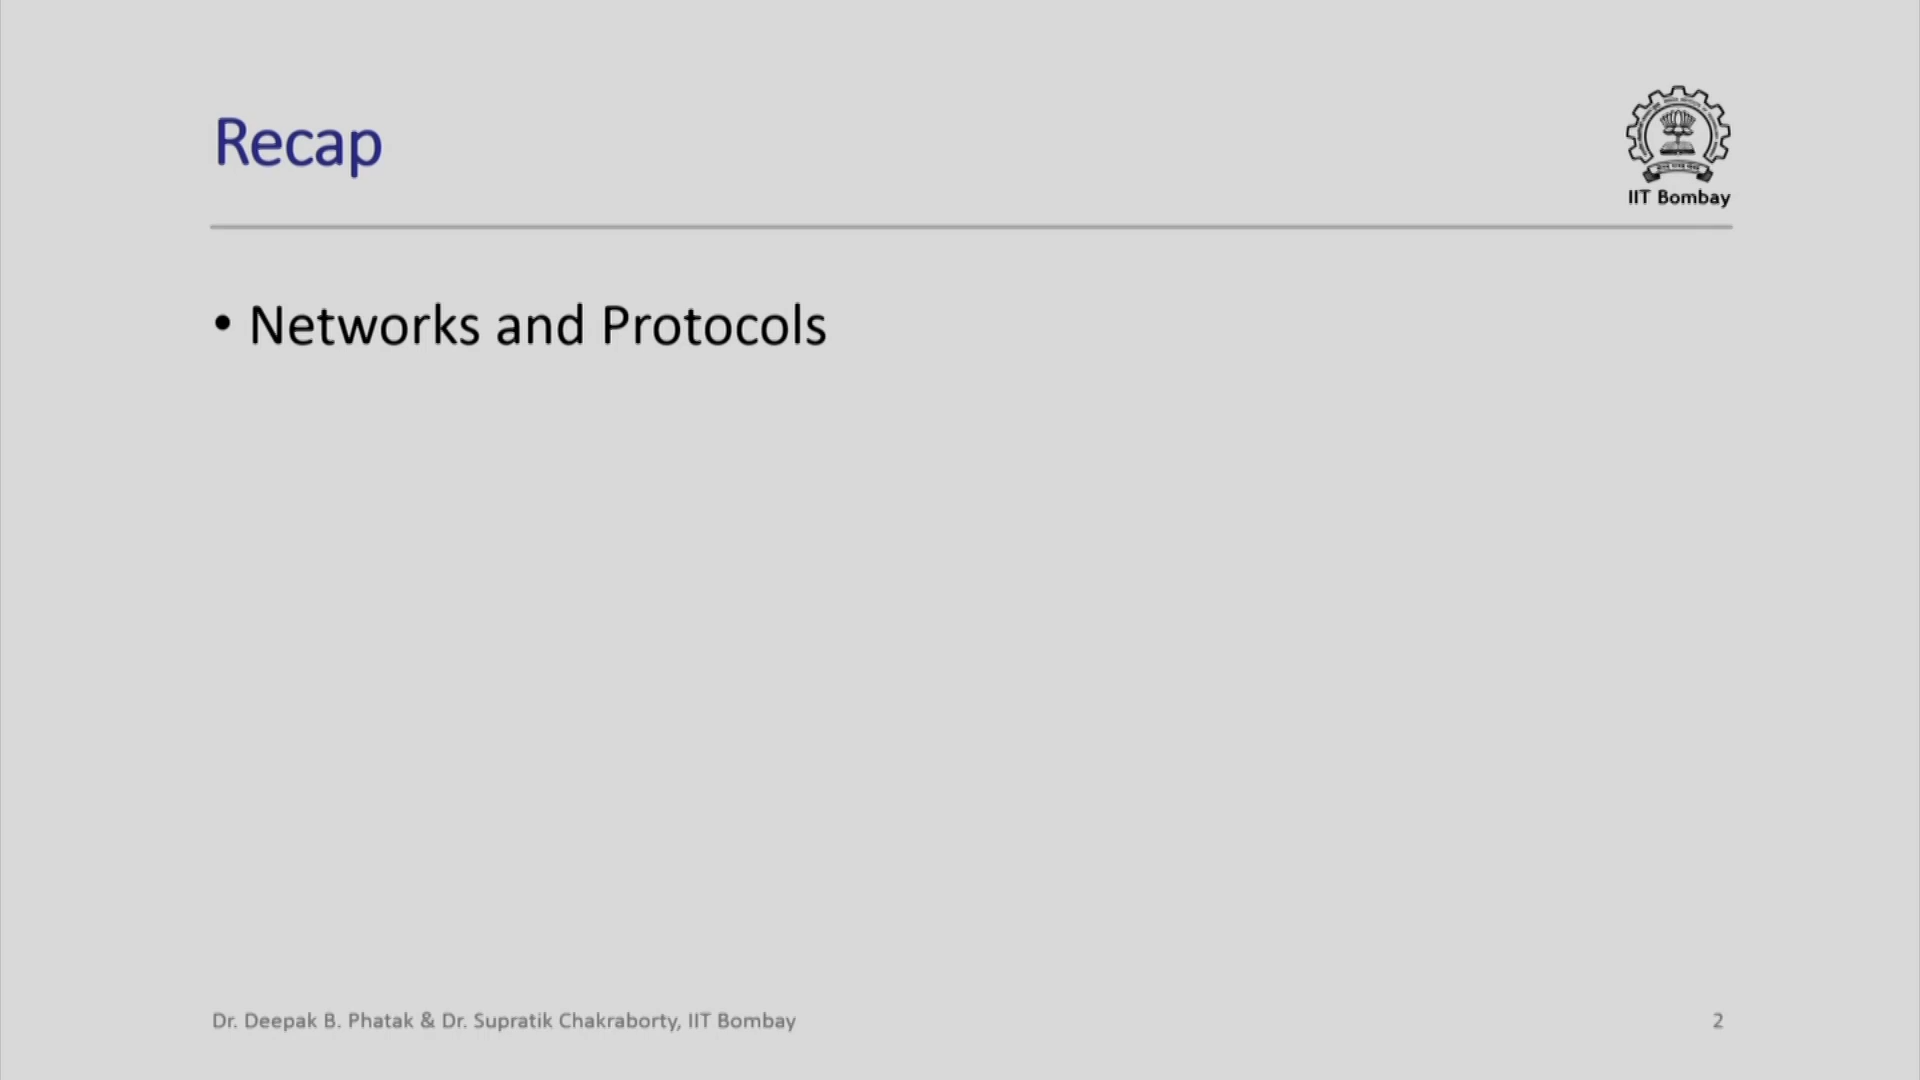 Recap
IIT Bombay
• Networks and Protocols
Dr. Deepak B. Phatak & Dr. Supratik Chakraborty, IIT Bombay
2